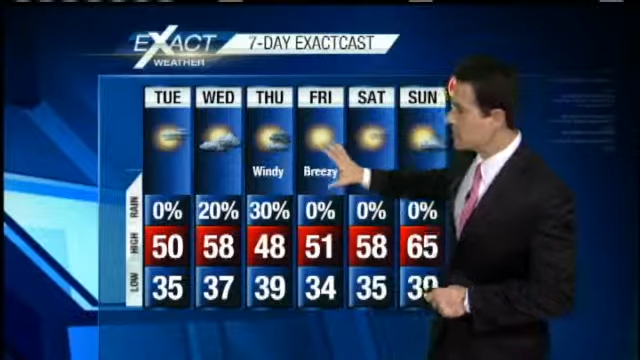 EXACT
WEATHER
7-DAY EXACTCAST
TUE WED THU FRI SAT SUN
Windy Breezy
RAIN 0% 20% 30% 0% 0% 0%
HIGH 50 58 48 51 58 65
LOW 35 37 39 34 35 39